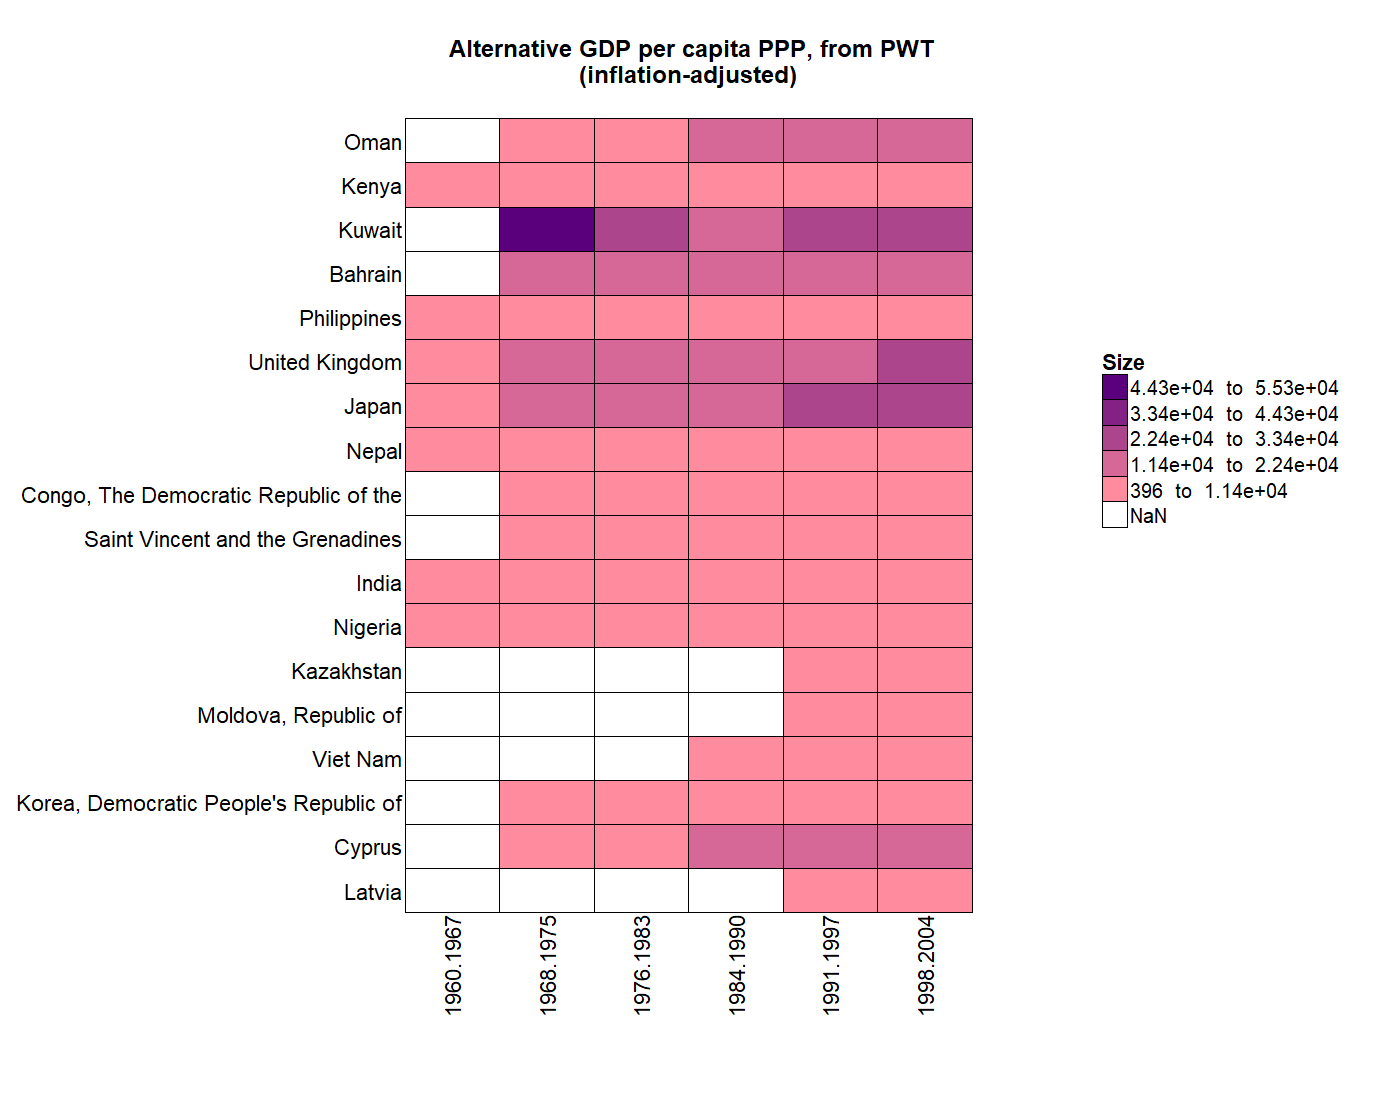 Alternative GDP per capita PPP, from PWT
(inflation-adjusted)
Oman
Kenya
Kuwait
Bahrain
Philippines
United Kingdom
Japan
Nepal
Congo, The Democratic Republic of the
Saint Vincent and the Grenadines
India
Nigeria
Kazakhstan
Moldova, Republic of
Viet Nam
Korea, Democratic People's Republic of
Cyprus
Latvia
1960.1967
1968.1975
1976.1983
1984.1990
1991.1997
1998.2004
Size
4.43e+04 to 5.53e+04
3.34e+04 to 4.43e+04
2.24e+04 to 3.34e+04
1.14e+04 to 2.24e+04
396 to 1.14e+04
NaN